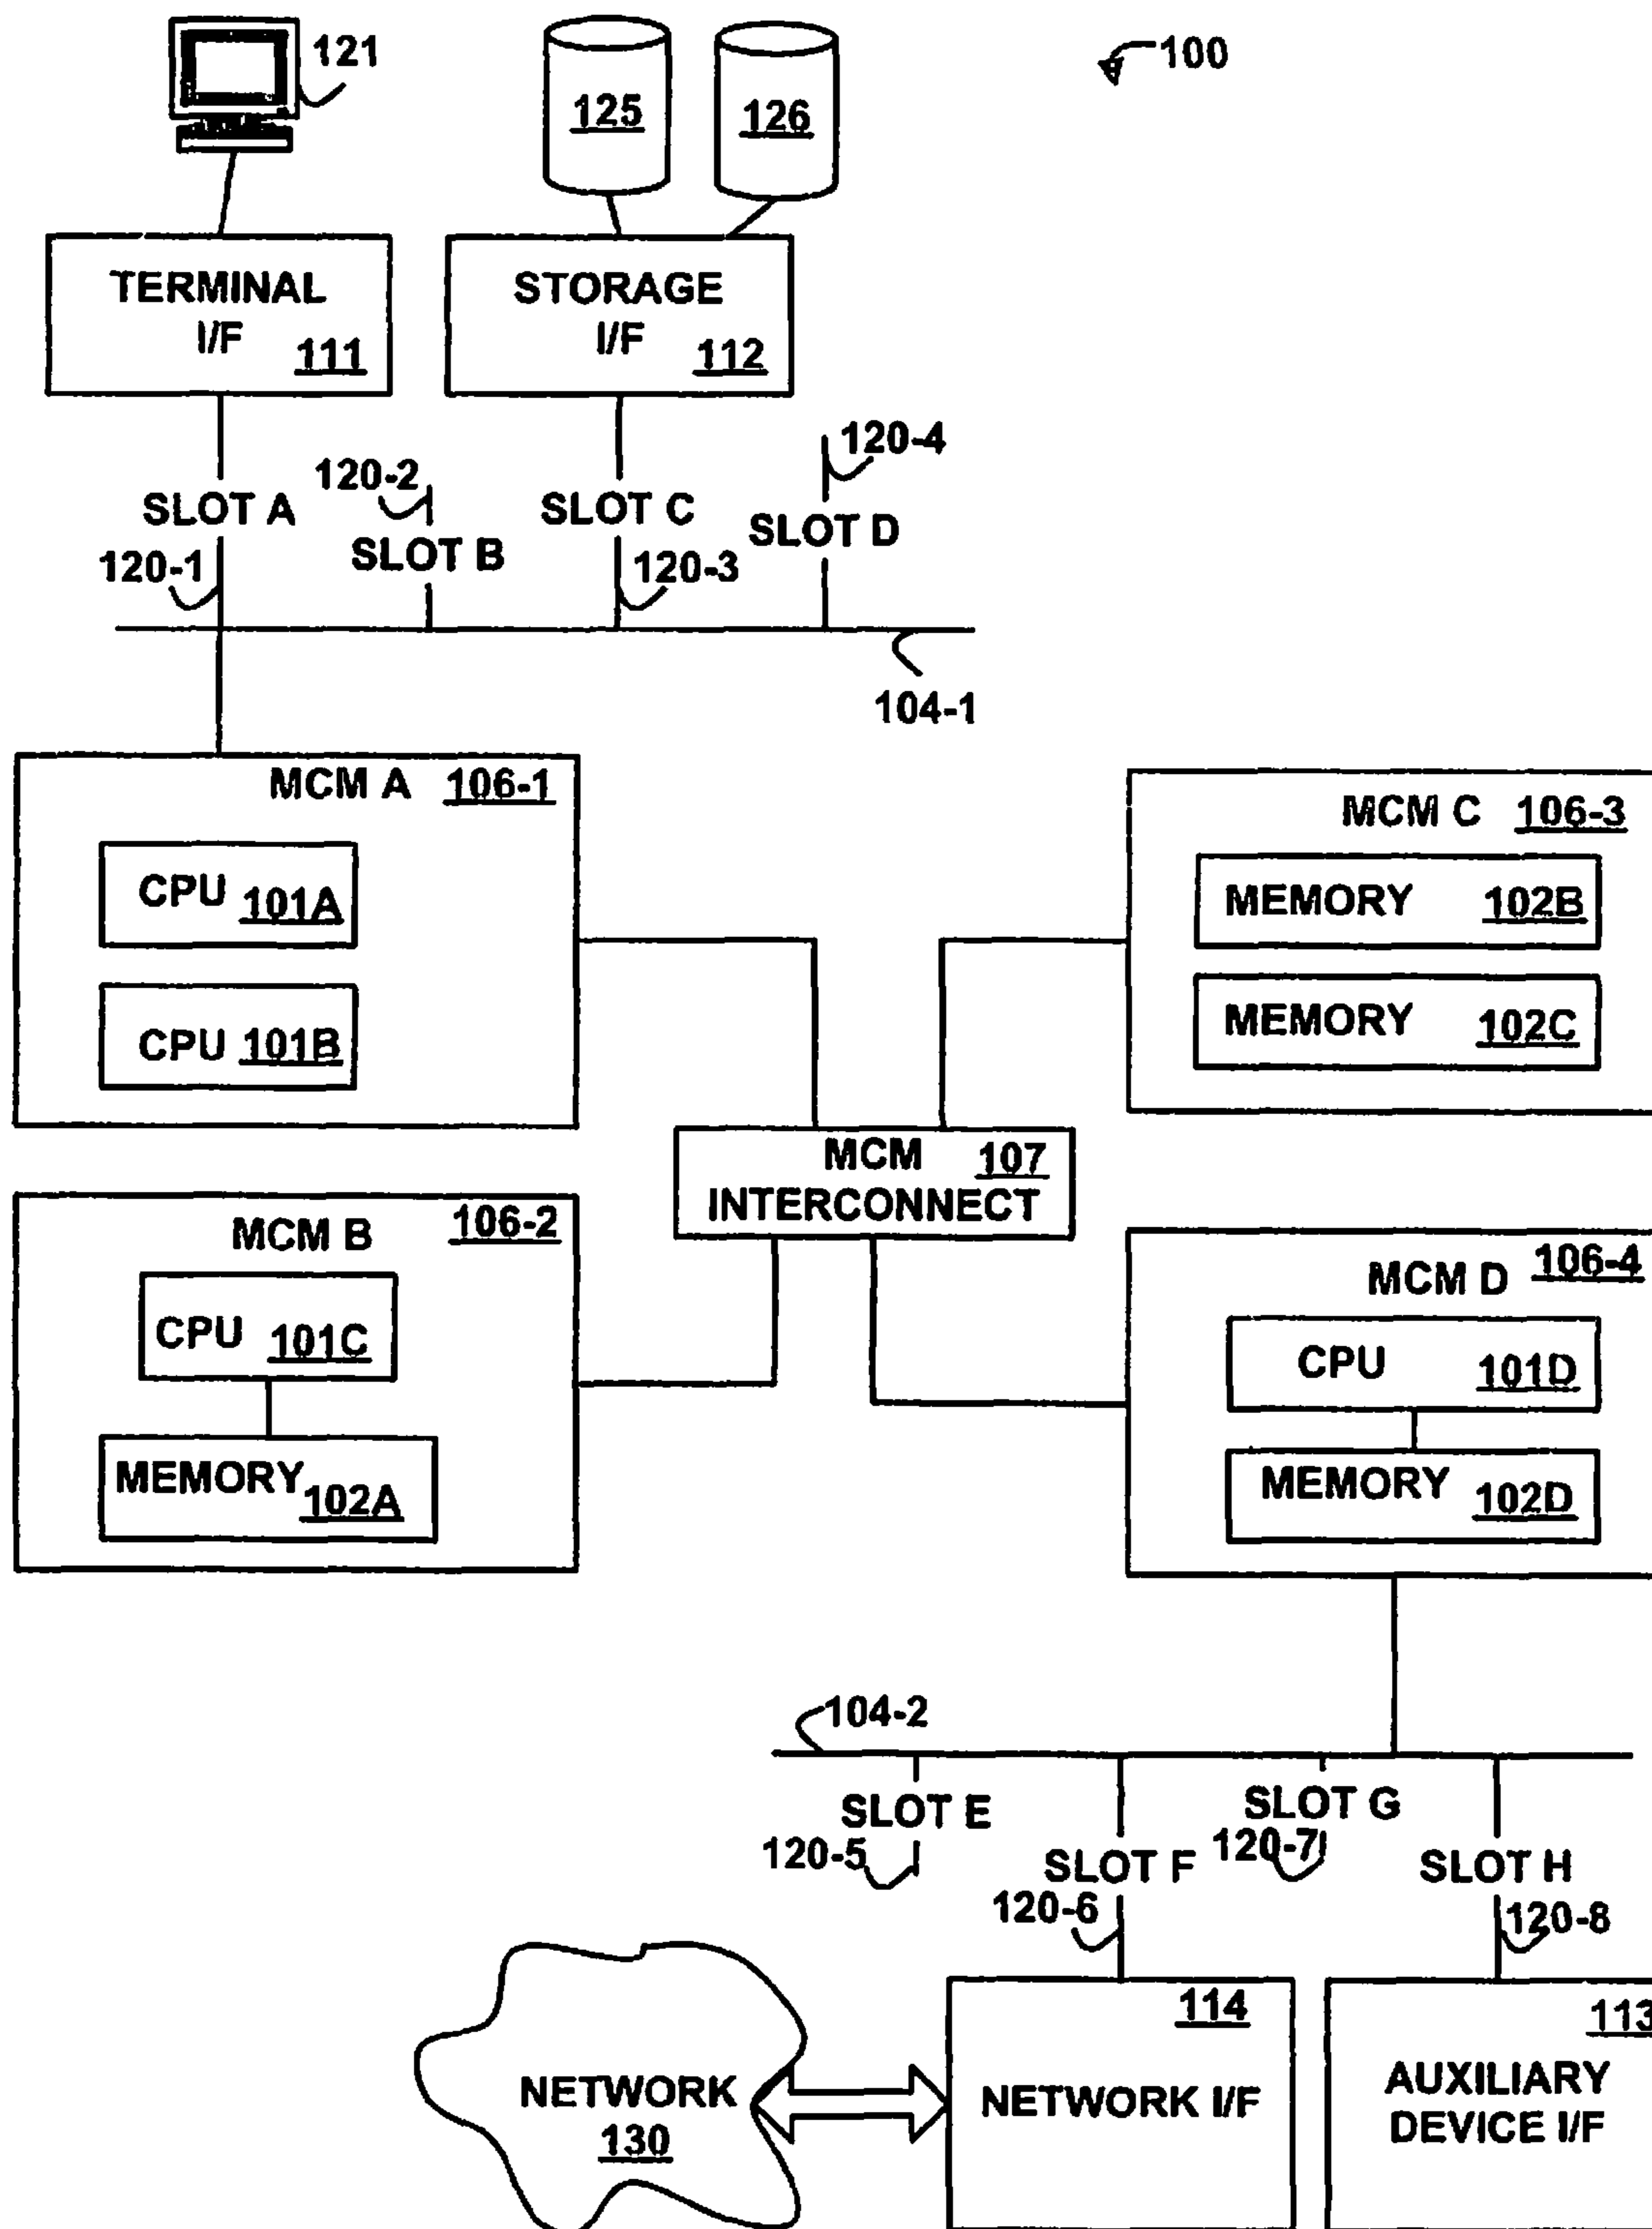 121
100
125
126
TERMINAL
I/F 111
STORAGE
I/F 112
120-4
120-2
SLOT A
SLOT C
SLOT D
SLOT B
120-1
120-3
104-1
MCM A 106-1
CPU 101A
CPU 101B
MCM C 106-3
MEMORY 102B
MEMORY 102C
MCM 107
INTERCONNECT
MCM B 106-2
CPU 101C
MEMORY 102A
MCM D 106-4
CPU 101D
MEMORY 102D
104-2
SLOT E
SLOT G
120-5
120-7
SLOT F
SLOT H
120-6
120-8
NETWORK
130
114
NETWORK I/F
113
AUXILIARY
DEVICE I/F